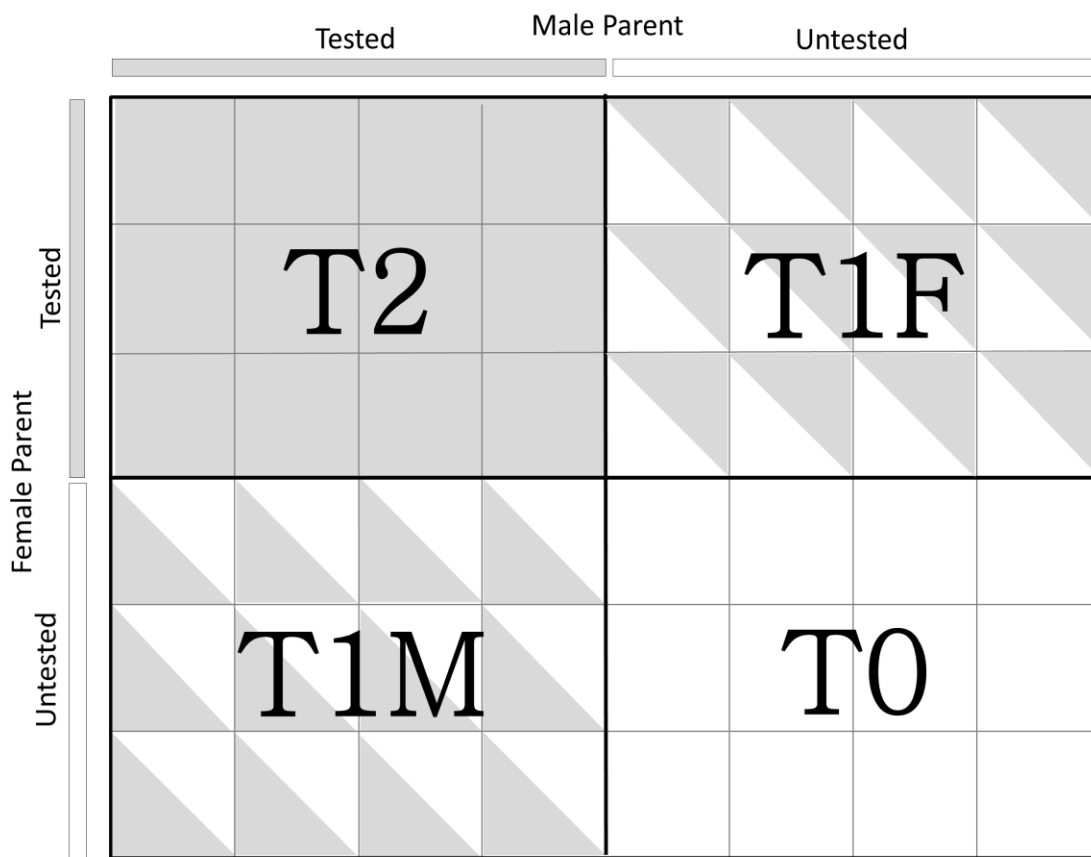 Male Parent
Tested
Untested
Female Parent
Tested
Untested
T2
T1F
T1M
T0